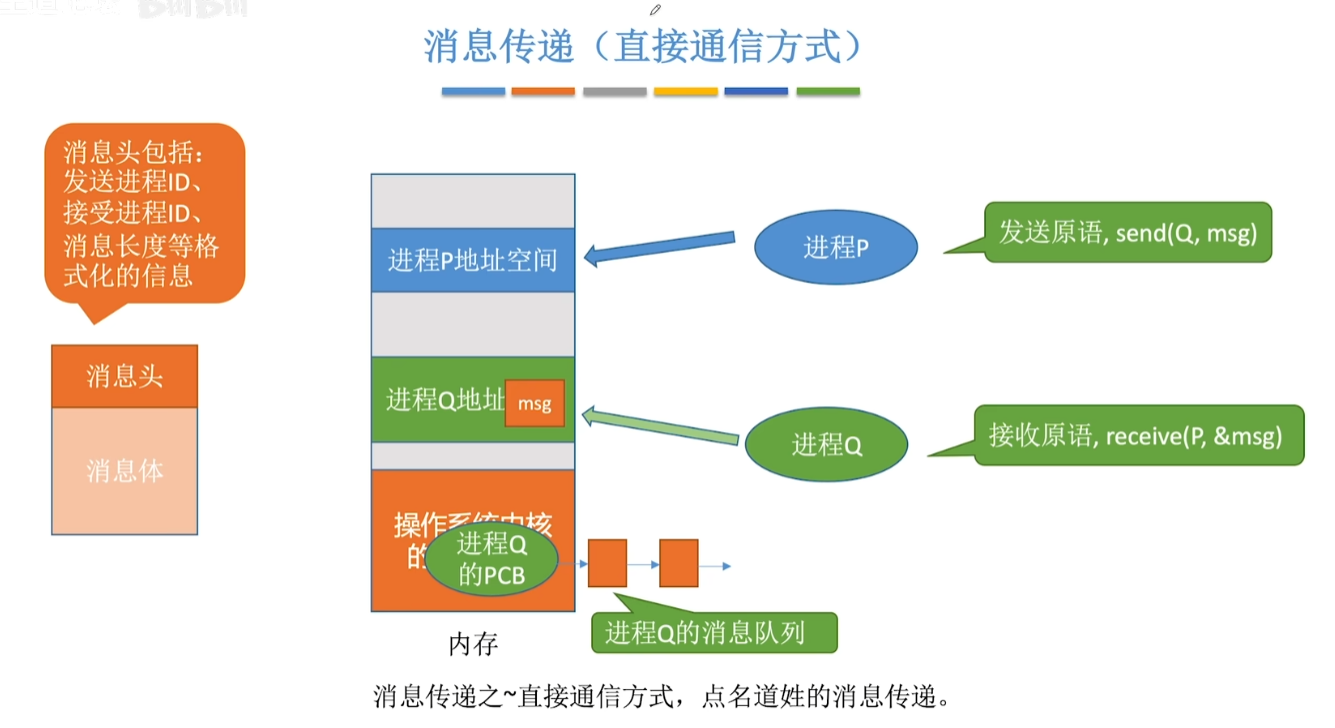 消息传递（直接通信方式）
消息头包括：
发送进程ID、
接受进程ID、
消息长度等格
式化的信息
消息头
消息体
进程P地址空间
进程Q地址
msg
操作系统内核
的
进程Q
的PCB
内存
进程P
发送原语, send(Q, msg)
进程Q
接收原语, receive(P, &msg)
进程Q的消息队列
消息传递之~直接通信方式，点名道姓的消息传递。